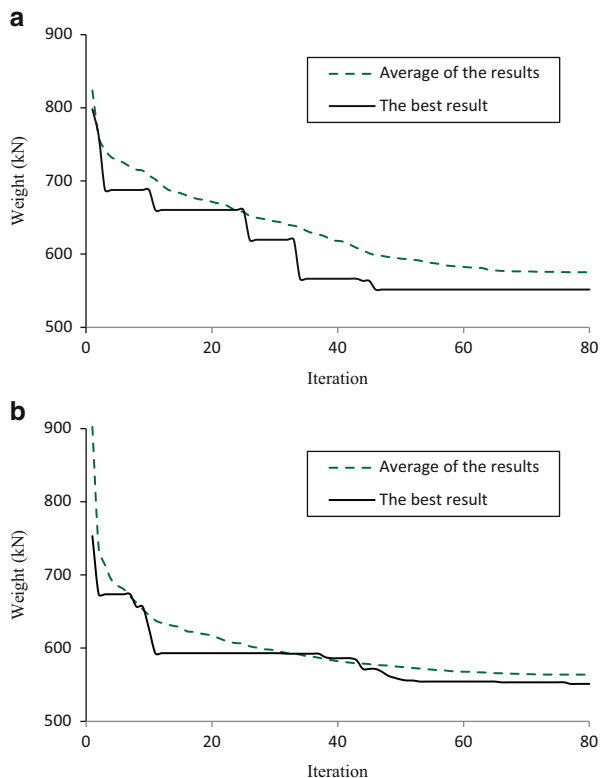 a
900
800
700
600
500
Weight (kN)
Average of the results
The best result
0 20 40 60 80
Iteration
b
900
800
700
600
500
Weight (kN)
Average of the results
The best result
0 20 40 60 80
Iteration